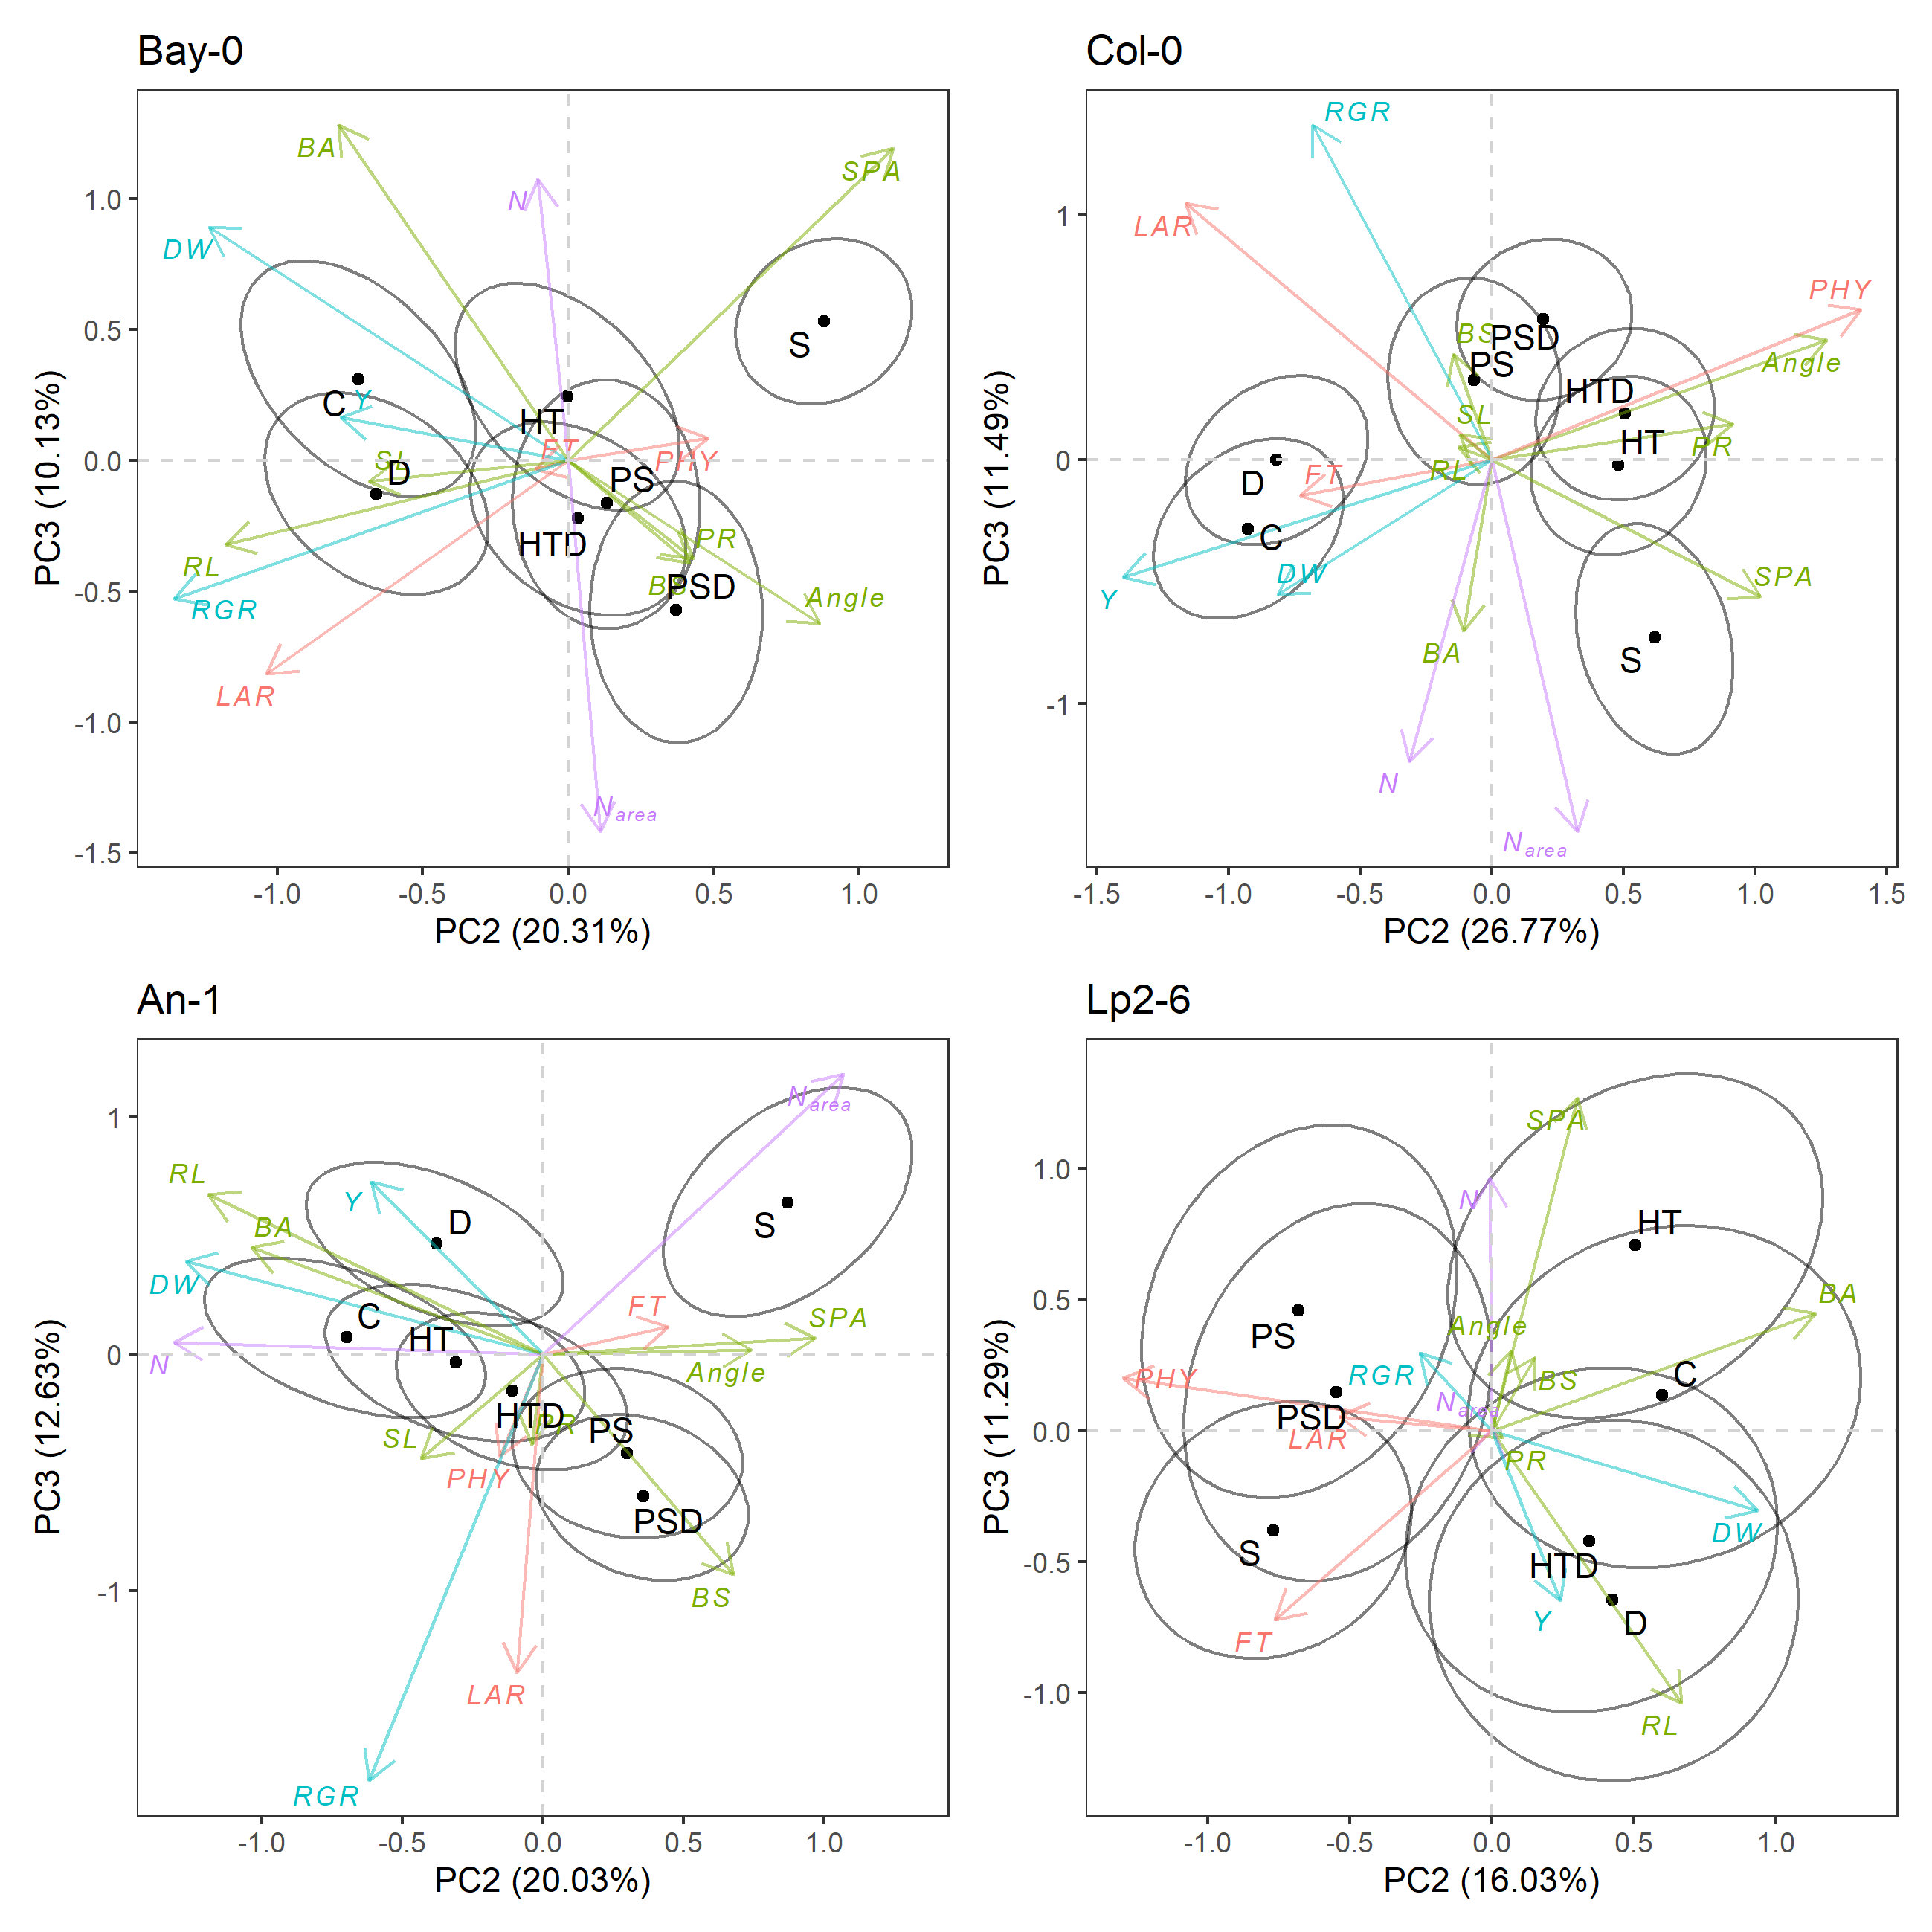 Bay-0
BA
SPA
N
DW
S
C
Y
HT
FT
PHY
SL
D
PS
HTD
PR
RL
BS
PSD
RGR
Angle
LAR
N area
1.0
0.5
0.0
-0.5
-1.0
-1.5
PC3 (10.13%)
-1.0
-0.5
0.0
0.5
1.0
PC2 (20.31%)
Col-0
RGR
LAR
PHY
BS
PSD
PS
Angle
HTD
SL
HT
PR
RL
FT
D
C
DW
SPA
Y
BA
S
N
N area
1
0
-1
PC3 (11.49%)
-1.5
-1.0
-0.5
0.0
0.5
1.0
1.5
PC2 (26.77%)
An-1
N area
RL
Y
BA
D
S
DW
C
HT
FT
SPA
N
Angle
HTD
PR
PS
SL
PHY
PSD
BS
LAR
RGR
1
0
-1
PC3 (12.63%)
-1.0
-0.5
0.0
0.5
1.0
PC2 (20.03%)
Lp2-6
SPA
N
HT
BA
PS
Angle
PHY
RGR
BS
C
N area
PSD
LAR
PR
DW
S
HTD
Y
D
FT
RL
1.0
0.5
0.0
-0.5
-1.0
PC3 (11.29%)
-1.0
-0.5
0.0
0.5
1.0
PC2 (16.03%)